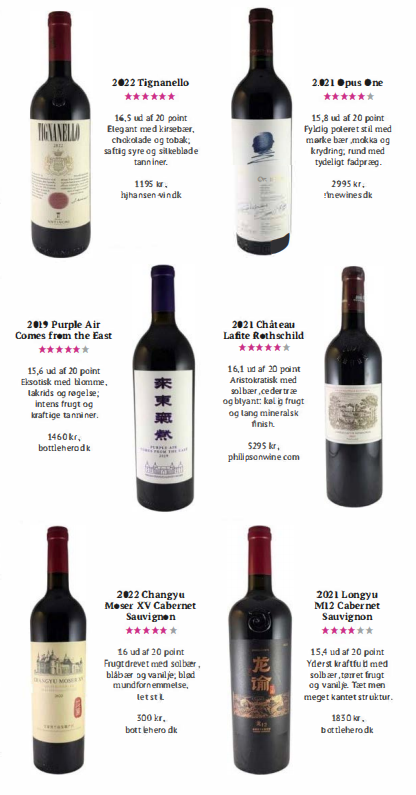 2022 Tignanello
16,5 ud af 20 point
Elegant med kirsebær,
chokolade og tobak;
saftig syre og silkebløde
tanniner.
1195 kr.,
hjhansen-vin.dk
TIGNANELLO
2021 Opus One
15,8 ud af 20 point
Fyldig poleret stil med
mørke bær, mokka og
krydring; rund med
tydeligt fadpræg.
2995 kr.,
finewines.dk
2019 Purple Air
Comes from the East
15,6 ud af 20 point
Eksotisk med blomme,
lakrids og røgelse;
intens frugt og
kraftige tanniner.
1460 kr.,
bottlehero.dk
紫
東
氣
來
PURPLE AIR
COMES FROM THE EAST
2019
2021 Château
Lafite Rothschild
16,1 ud af 20 point
Aristokratisk med
solbær, cedertræ
og blyant; kølig frugt
og lang mineralsk
finish.
5295 kr.,
philipsonwine.com
2022 Changyu
Moser XV Cabernet
Sauvignon
16 ud af 20 point
Frugtdrevet med solbær,
blåbær og vanilje; blød
mundfornemmelse,
let stil.
300 kr.,
bottlehero.dk
CHANGYU MOSER XV
2021 Longyu
M12 Cabernet
Sauvignon
15,4 ud af 20 point
Yderst kraftfuld med
solbær, tørret frugt
og vanilje. Tæt men
meget kantet struktur.
1830 kr.,
bottlehero.dk
龙
谕